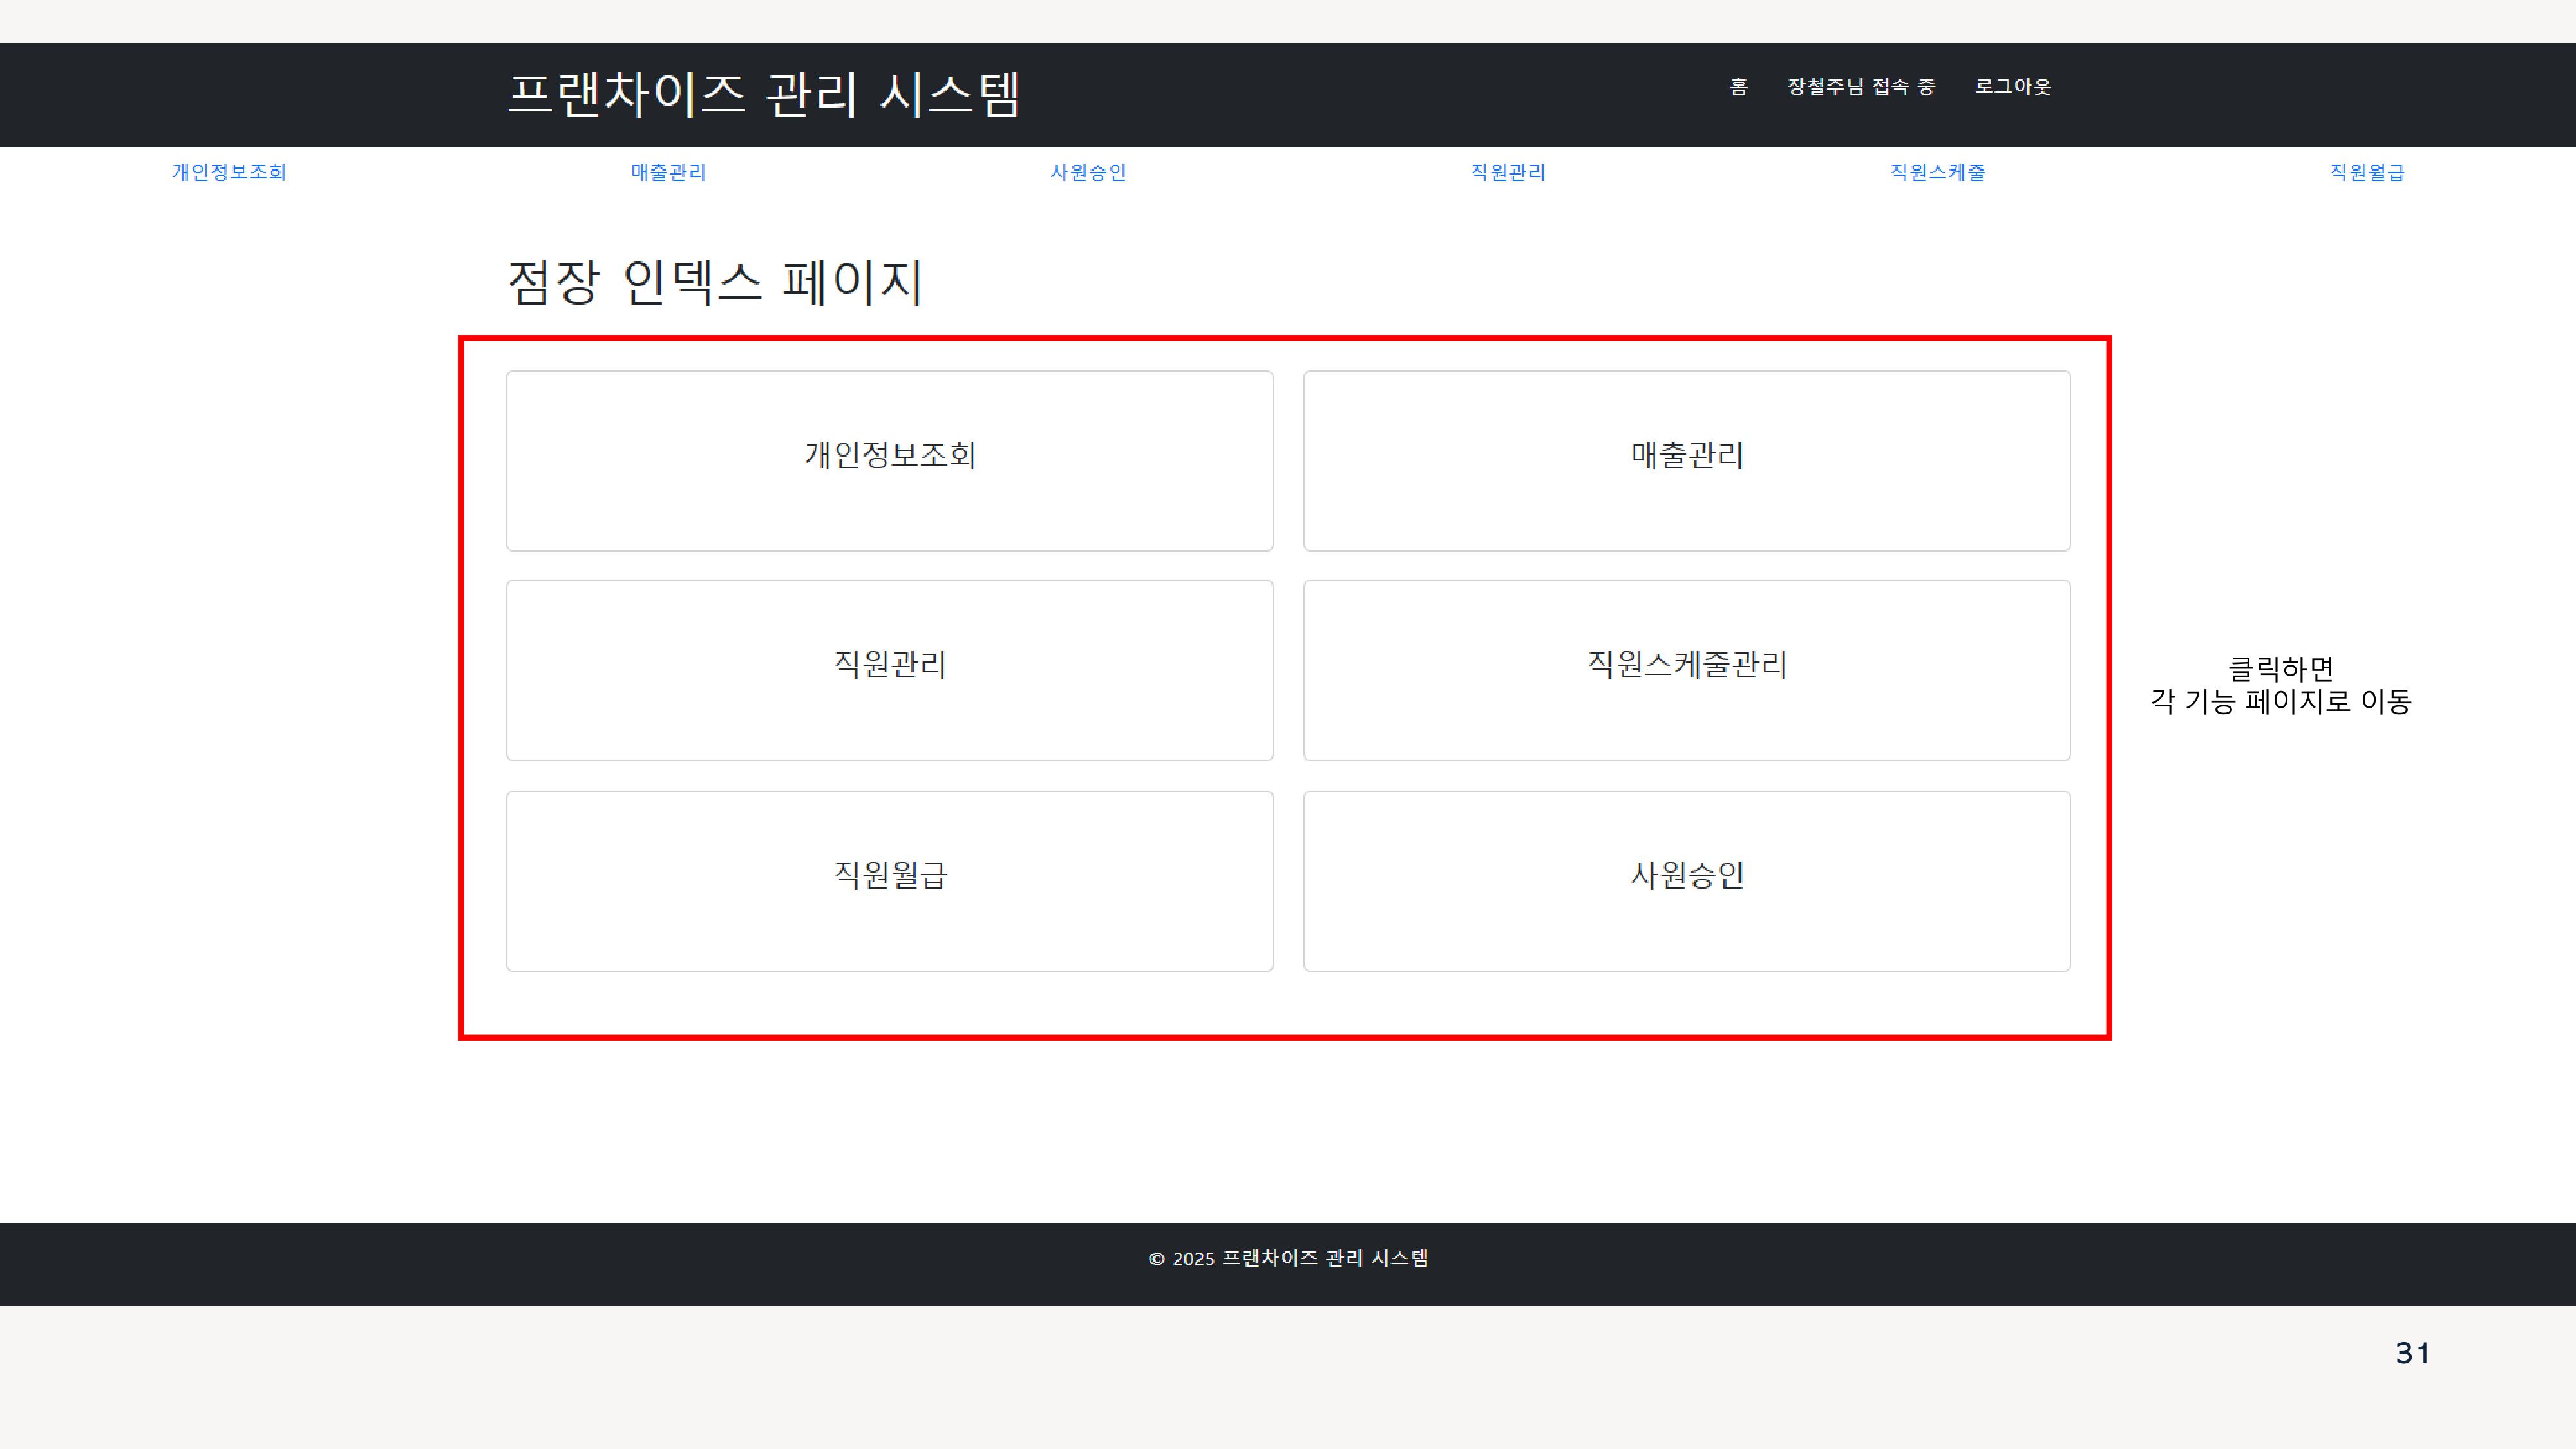 프랜차이즈 관리 시스템
홈 장철주님 접속 중 로그아웃
개인정보조회 매출관리 사원승인 직원관리 직원스케줄 직원월급
점장 인덱스 페이지
개인정보조회 매출관리
직원관리 직원스케줄관리
클릭하면
각 기능 페이지로 이동
직원월급 사원승인
© 2025 프랜차이즈 관리 시스템
31